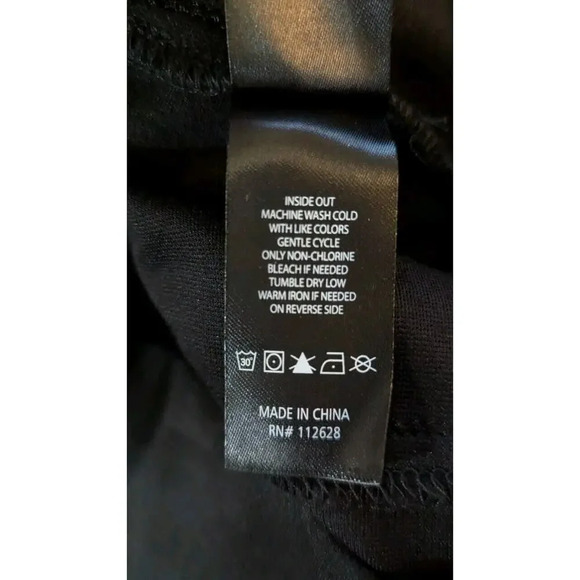 INSIDE OUT
MACHINE WASH COLD
WITH LIKE COLORS
GENTLE CYCLE
ONLY NON-CHLORINE
BLEACH IF NEEDED
TUMBLE DRY LOW
WARM IRON IF NEEDED
ON REVERSE SIDE
30°
MADE IN CHINA
RN# 112628